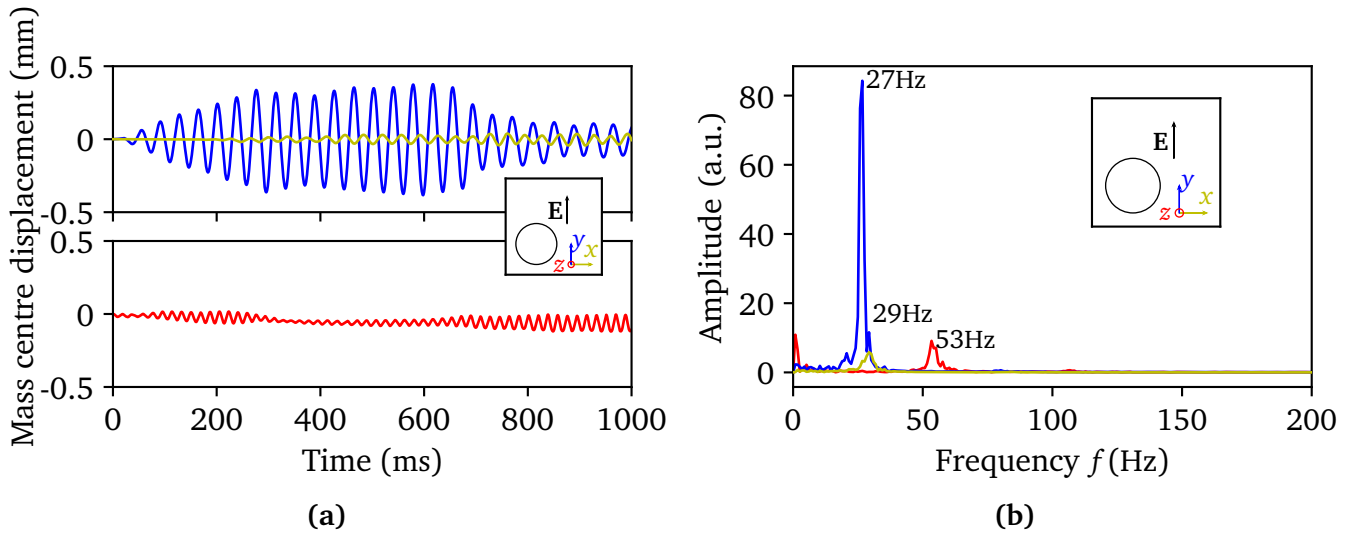 Mass centre displacement (mm)
0.5
0
-0.5
0.5
0
-0.5
E
y
x
z
0 200 400 600 800 1000
Time (ms)
(a)
Amplitude (a.u.)
80
60
40
20
0
27Hz
29Hz
53Hz
E
y
z x
0 50 100 150 200
Frequency f (Hz)
(b)